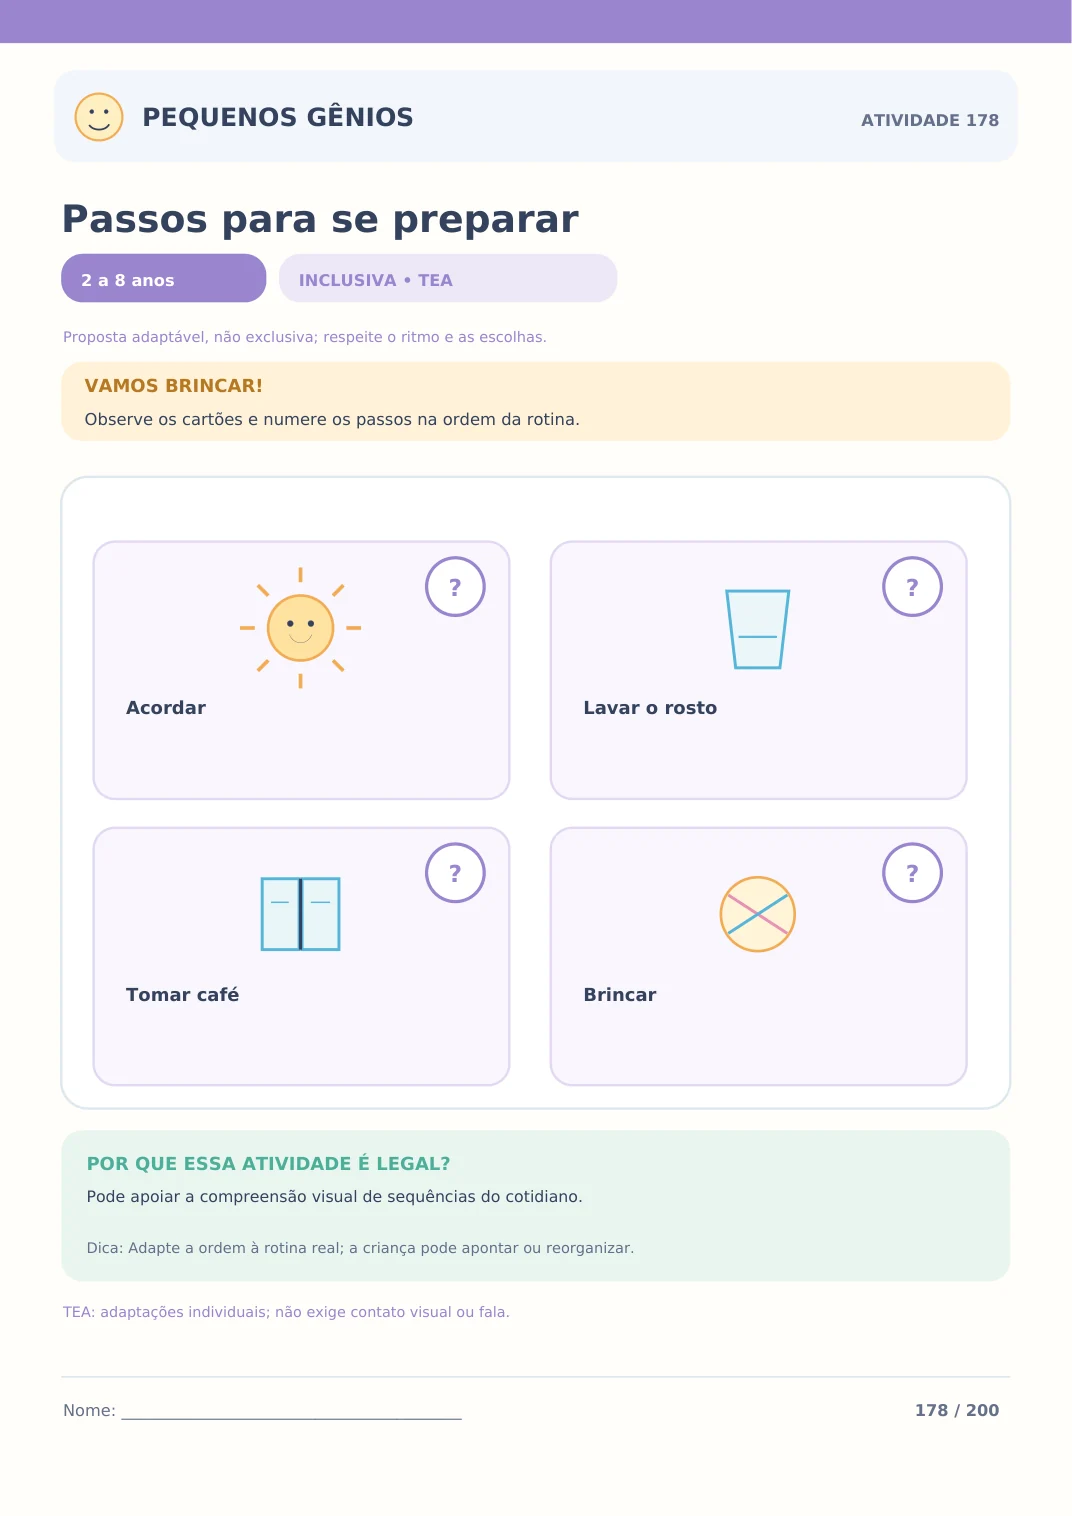 PEQUENOS GÊNIOS
ATIVIDADE 178
Passos para se preparar
2 a 8 anos
INCLUSIVA • TEA
Proposta adaptável, não exclusiva; respeite o ritmo e as escolhas.
VAMOS BRINCAR!
Observe os cartões e numere os passos na ordem da rotina.
?
Acordar
?
Lavar o rosto
?
Tomar café
?
Brincar
POR QUE ESSA ATIVIDADE É LEGAL?
Pode apoiar a compreensão visual de sequências do cotidiano.
Dica: Adapte a ordem à rotina real; a criança pode apontar ou reorganizar.
TEA: adaptações individuais; não exige contato visual ou fala.
Nome: ________________________________________
178 / 200